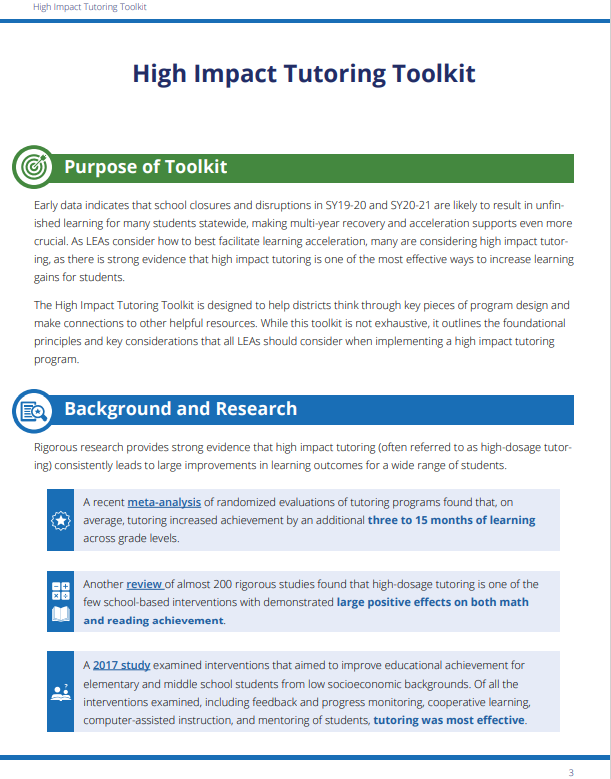 High Impact Tutoring Toolkit
High Impact Tutoring Toolkit
Purpose of Toolkit
Early data indicates that school closures and disruptions in SY19-20 and SY20-21 are likely to result in unfin-
ished learning for many students statewide, making multi-year recovery and acceleration supports even more
crucial. As LEAs consider how to best facilitate learning acceleration, many are considering high impact tutor-
ing, as there is strong evidence that high impact tutoring is one of the most effective ways to increase learning
gains for students.
The High Impact Tutoring Toolkit is designed to help districts think through key pieces of program design and
make connections to other helpful resources. While this toolkit is not exhaustive, it outlines the foundational
principles and key considerations that all LEAs should consider when implementing a high impact tutoring
program.
Background and Research
Rigorous research provides strong evidence that high impact tutoring (often referred to as high-dosage tutor-
ing) consistently leads to large improvements in learning outcomes for a wide range of students.
A recent meta-analysis of randomized evaluations of tutoring programs found that, on
average, tutoring increased achievement by an additional three to 15 months of learning
across grade levels.
Another review of almost 200 rigorous studies found that high-dosage tutoring is one of the
few school-based interventions with demonstrated large positive effects on both math
and reading achievement.
A 2017 study examined interventions that aimed to improve educational achievement for
elementary and middle school students from low socioeconomic backgrounds. Of all the
interventions examined, including feedback and progress monitoring, cooperative learning,
computer-assisted instruction, and mentoring of students, tutoring was most effective.
3